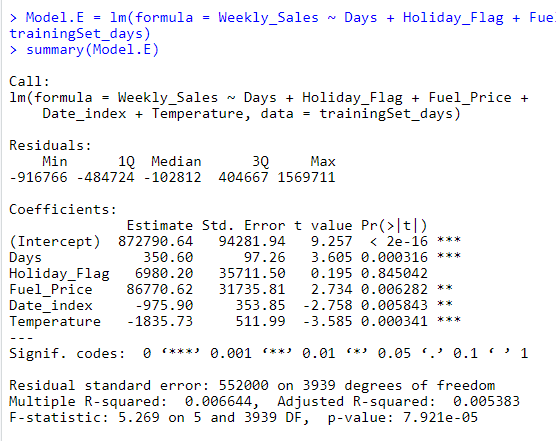 > Model.E = lm(formula = Weekly_Sales ~ Days + Holiday_Flag + Fue
trainingSet_days)
> summary(Model.E)
Call:
lm(formula = Weekly_Sales ~ Days + Holiday_Flag + Fuel_Price +
    Date_index + Temperature, data = trainingSet_days)
Residuals:
    Min      1Q  Median      3Q     Max
-916766 -484724 -102812  404667 1569711
Coefficients:
              Estimate Std. Error t value Pr(>|t|)
(Intercept)  872790.64   94281.94   9.257  < 2e-16 ***
Days            350.60      97.26   3.605 0.000316 ***
Holiday_Flag   6980.20   35711.50   0.195 0.845042
Fuel_Price    86770.62   31735.81   2.734 0.006282 **
Date_index     -975.90     353.85  -2.758 0.005843 **
Temperature   -1835.73     511.99  -3.585 0.000341 ***
---
Signif. codes:  0 ‘***’ 0.001 ‘**’ 0.01 ‘*’ 0.05 ‘.’ 0.1 ‘ ’ 1
Residual standard error: 552000 on 3939 degrees of freedom
Multiple R-squared:  0.006644,  Adjusted R-squared:  0.005383
F-statistic: 5.269 on 5 and 3939 DF,  p-value: 7.921e-05